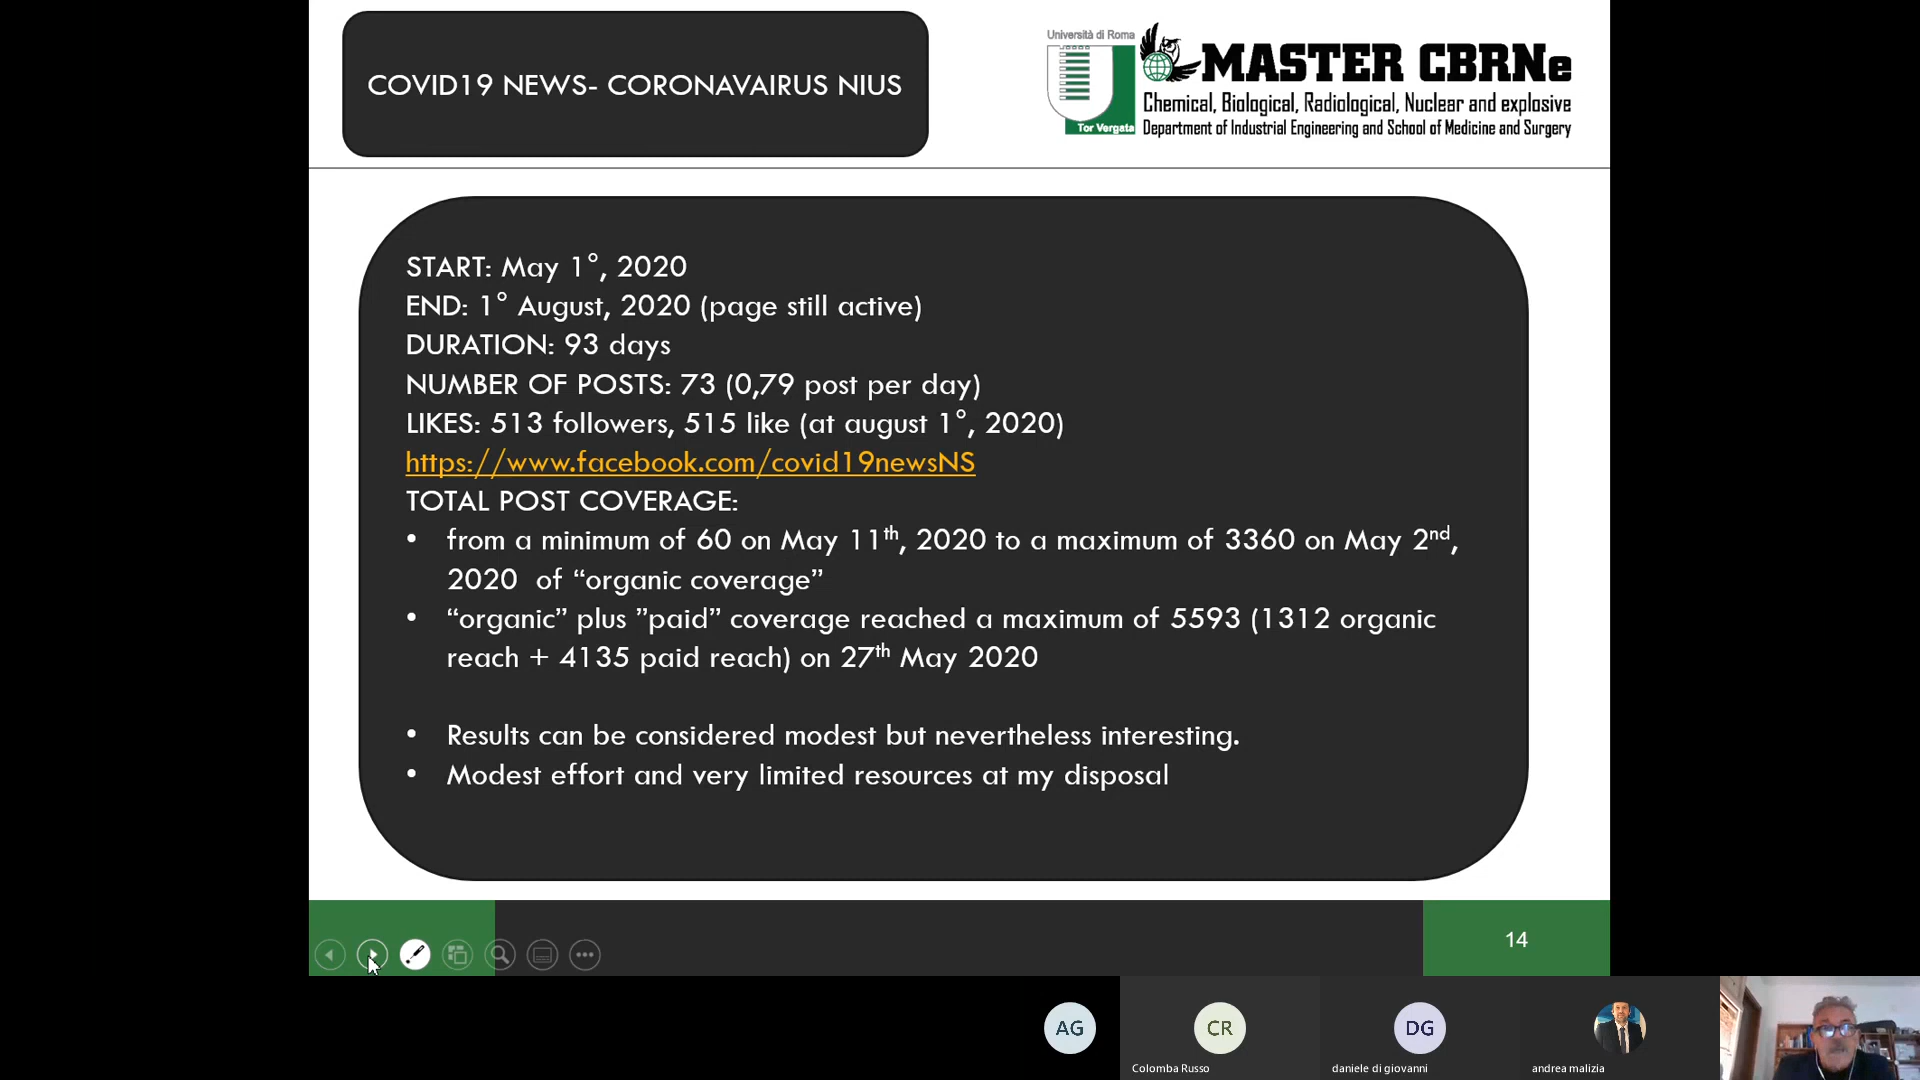 COVID19 NEWS- CORONAVAIRUS NIUS
Università di Roma
Tor Vergata
MASTER CBRNe
Chemical, Biological, Radiological, Nuclear and explosive
Department of Industrial Engineering and School of Medicine and Surgery
START: May 1°, 2020
END: 1° August, 2020 (page still active)
DURATION: 93 days
NUMBER OF POSTS: 73 (0,79 post per day)
LIKES: 513 followers, 515 like (at august 1°, 2020)
https://www.facebook.com/covid19newsNS
TOTAL POST COVERAGE:
• from a minimum of 60 on May 11th, 2020 to a maximum of 3360 on May 2nd,
2020  of “organic coverage”
• “organic” plus ”paid” coverage reached a maximum of 5593 (1312 organic
reach + 4135 paid reach) on 27th May 2020
• Results can be considered modest but nevertheless interesting.
• Modest effort and very limited resources at my disposal
14
AG
CR
DG
Colomba Russo
daniele di giovanni
andrea malizia